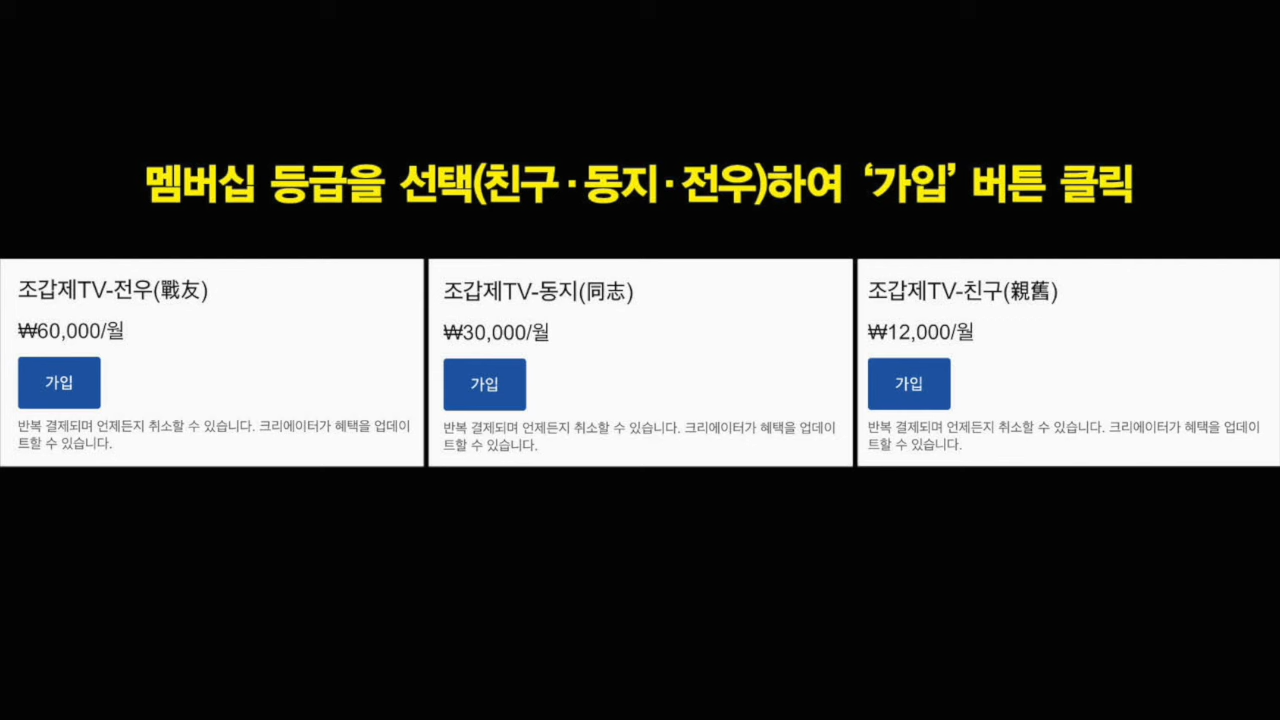 멤버십 등급을 선택(친구·동지·전우)하여 ‘가입’ 버튼 클릭
조갑제TV-전우(戰友)
₩60,000/월
가입
반복 결제되며 언제든지 취소할 수 있습니다. 크리에이터가 혜택을 업데이
트할 수 있습니다.
조갑제TV-동지(同志)
₩30,000/월
가입
반복 결제되며 언제든지 취소할 수 있습니다. 크리에이터가 혜택을 업데이
트할 수 있습니다.
조갑제TV-친구(親舊)
₩12,000/월
가입
반복 결제되며 언제든지 취소할 수 있습니다. 크리에이터가 혜택을 업데이
트할 수 있습니다.